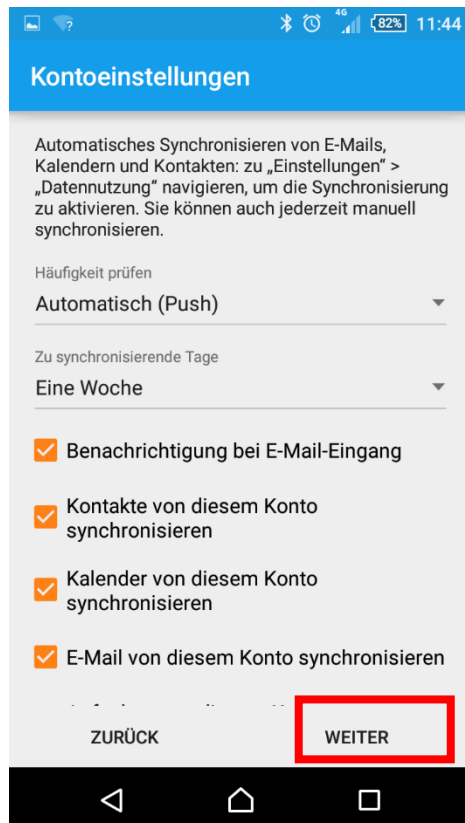 4G
82% 11:44
Kontoeinstellungen
Automatisches Synchronisieren von E-Mails,
Kalendern und Kontakten: zu „Einstellungen“ >
„Datennutzung“ navigieren, um die Synchronisierung
zu aktivieren. Sie können auch jederzeit manuell
synchronisieren.
Häufigkeit prüfen
Automatisch (Push)
Zu synchronisierende Tage
Eine Woche
Benachrichtigung bei E-Mail-Eingang
Kontakte von diesem Konto
synchronisieren
Kalender von diesem Konto
synchronisieren
E-Mail von diesem Konto synchronisieren
ZURÜCK WEITER